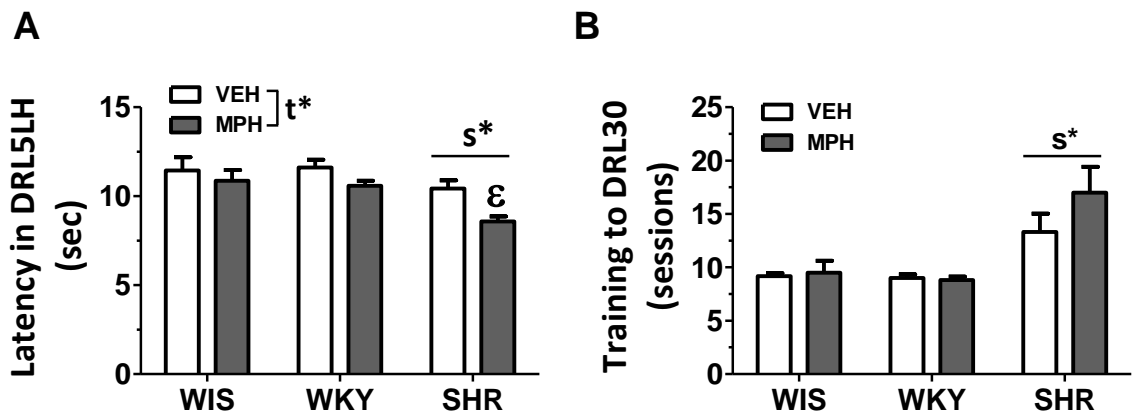 A
Latency in DRL5LH
(sec)
15
10
5
0
VEH
MPH
t*
s*
ε
WIS WKY SHR
B
Training to DRL30
(sessions)
25
20
15
10
5
0
VEH
MPH
s*
WIS WKY SHR